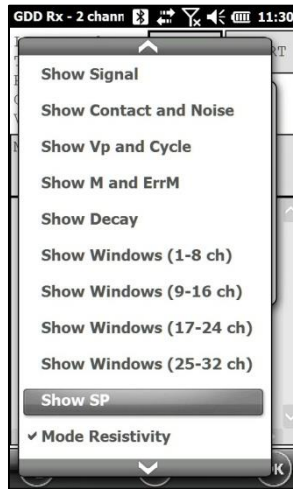 GDD Rx - 2 chann 11:30
Show Signal
Show Contact and Noise
Show Vp and Cycle
Show M and ErrM
Show Decay
Show Windows (1-8 ch)
Show Windows (9-16 ch)
Show Windows (17-24 ch)
Show Windows (25-32 ch)
Show SP
✓ Mode Resistivity